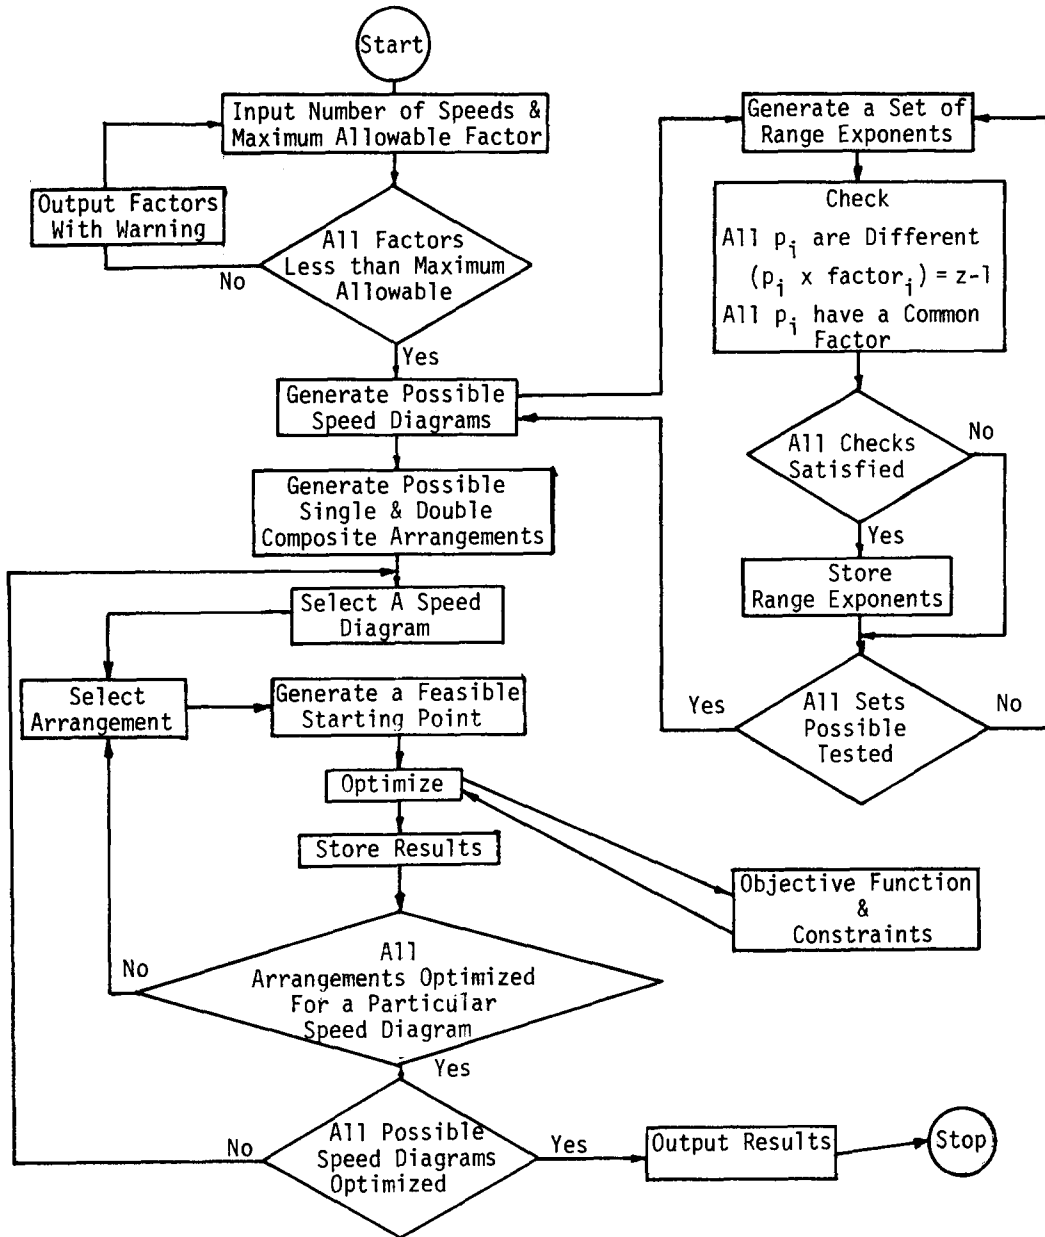 Start
Input Number of Speeds &
Maximum Allowable Factor
Output Factors
With Warning
All Factors
Less than Maximum
Allowable
No
Yes
Generate Possible
Speed Diagrams
Generate Possible
Single & Double
Composite Arrangements
Select A Speed
Diagram
Select
Arrangement
Generate a Feasible
Starting Point
Optimize
Store Results
Objective Function
&
Constraints
All
Arrangements Optimized
For a Particular
Speed Diagram
No
Yes
All Possible
Speed Diagrams
Optimized
No
Yes
Output Results
Stop
Generate a Set of
Range Exponents
Check
All pᵢ are Different
(pᵢ x factorᵢ) = z-1
All pᵢ have a Common
Factor
All Checks
Satisfied
No
Yes
Store
Range Exponents
All Sets
Possible
Tested
Yes
No